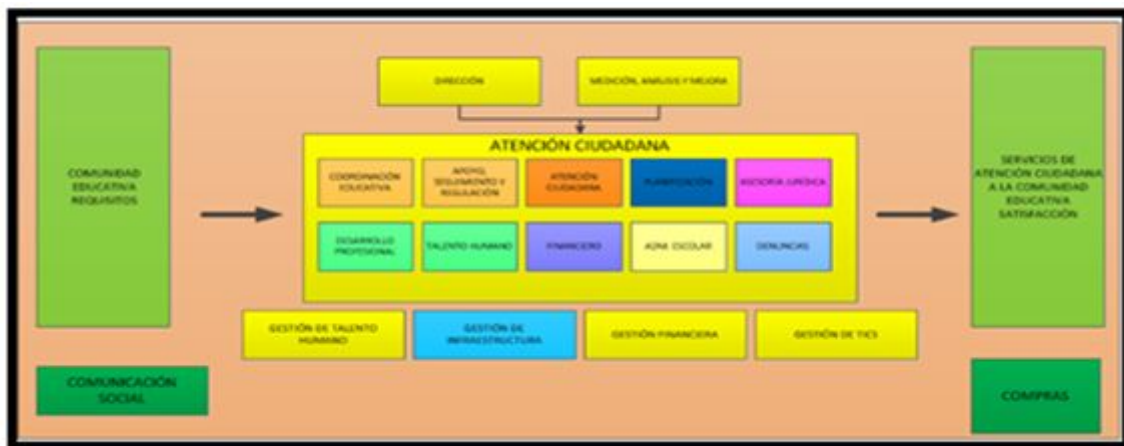 DIRECCIÓN
MEDICIÓN, ANÁLISIS Y MEJORA
COMUNIDAD
EDUCATIVA
REQUISITOS
ATENCIÓN CIUDADANA
COORDINACIÓN
EDUCATIVA
APOYO,
SEGUIMIENTO Y
REGULACIÓN
ATENCIÓN
CIUDADANA
PLANIFICACIÓN
ASESORÍA JURÍDICA
DESARROLLO
PROFESIONAL
TALENTO HUMANO
FINANCIERO
ADM. ESCOLAR
DENUNCIAS
SERVICIOS DE
ATENCIÓN CIUDADANA
A LA COMUNIDAD
EDUCATIVA
SATISFACCIÓN
GESTIÓN DE TALENTO
HUMANO
GESTIÓN DE
INFRAESTRUCTURA
GESTIÓN FINANCIERA
GESTIÓN DE TICS
COMUNICACIÓN
SOCIAL
COMPRAS